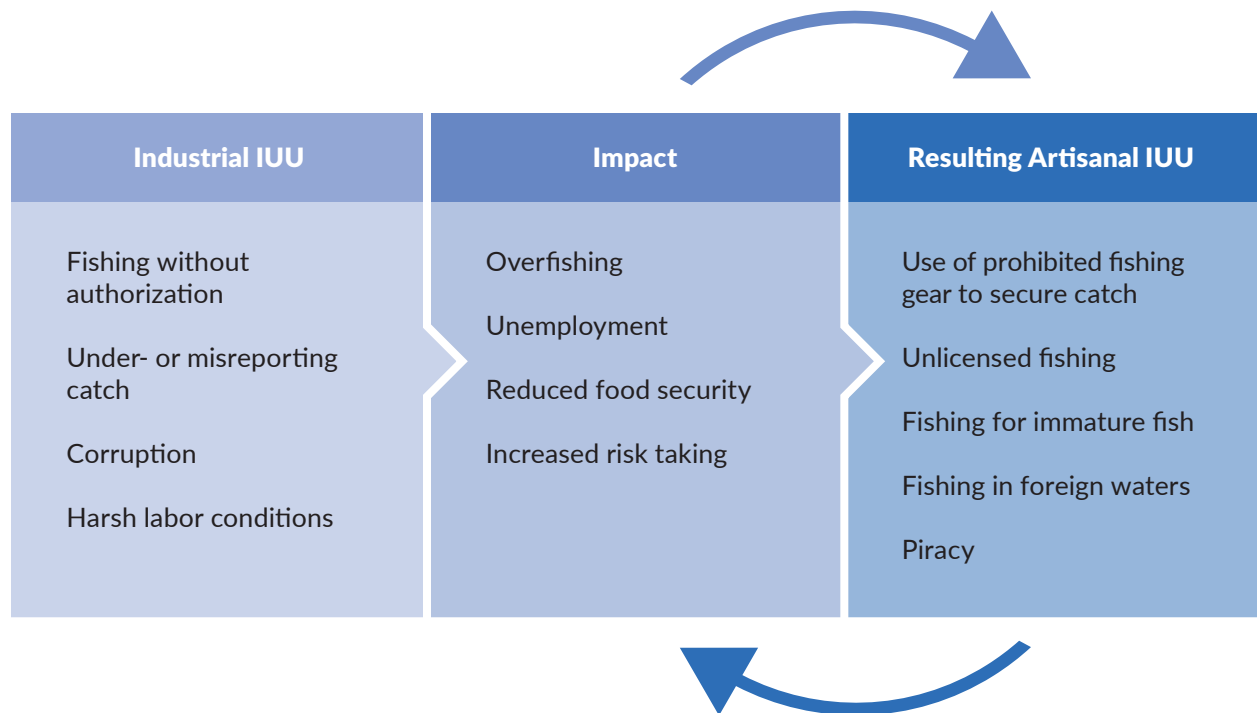 Industrial IUU
Fishing without
authorization
Under- or misreporting
catch
Corruption
Harsh labor conditions
Impact
Overfishing
Unemployment
Reduced food security
Increased risk taking
Resulting Artisanal IUU
Use of prohibited fishing
gear to secure catch
Unlicensed fishing
Fishing for immature fish
Fishing in foreign waters
Piracy